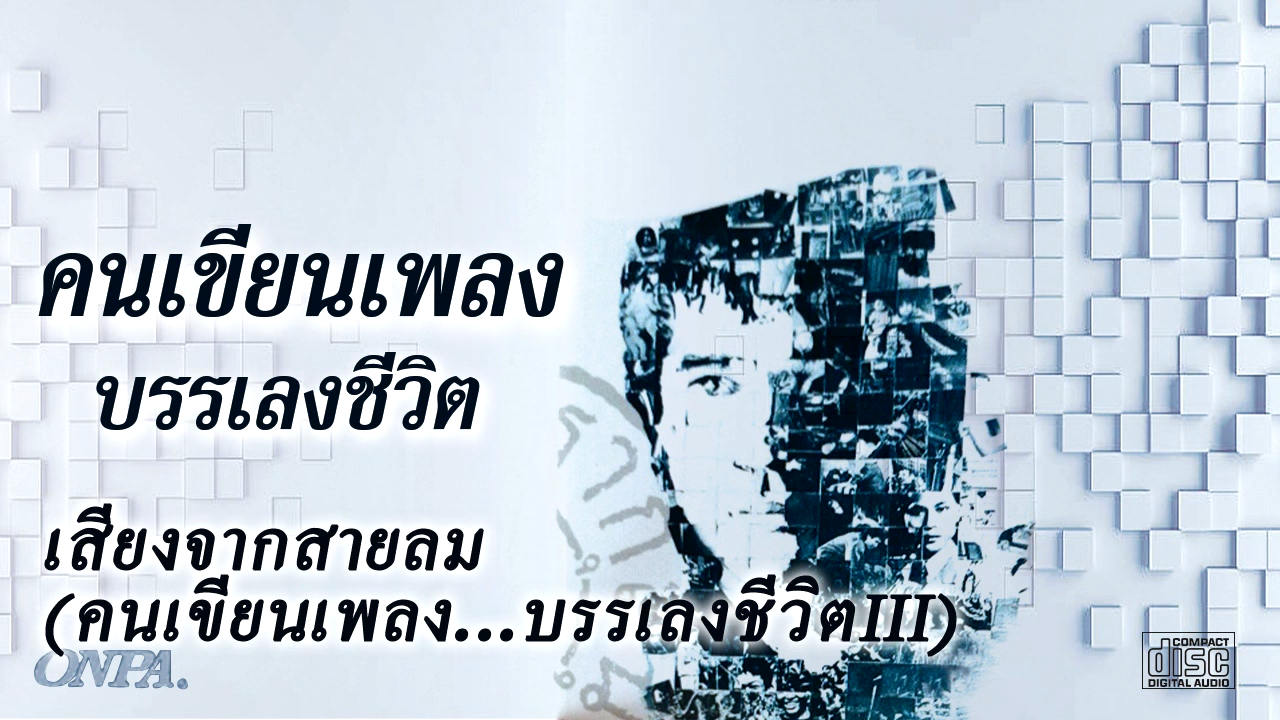 คนเขียนเพลง
บรรเลงชีวิต
เสียงจากสายลม
(คนเขียนเพลง...บรรเลงชีวิตIII)
ONPA.
COMPACT
disc
DIGITAL AUDIO